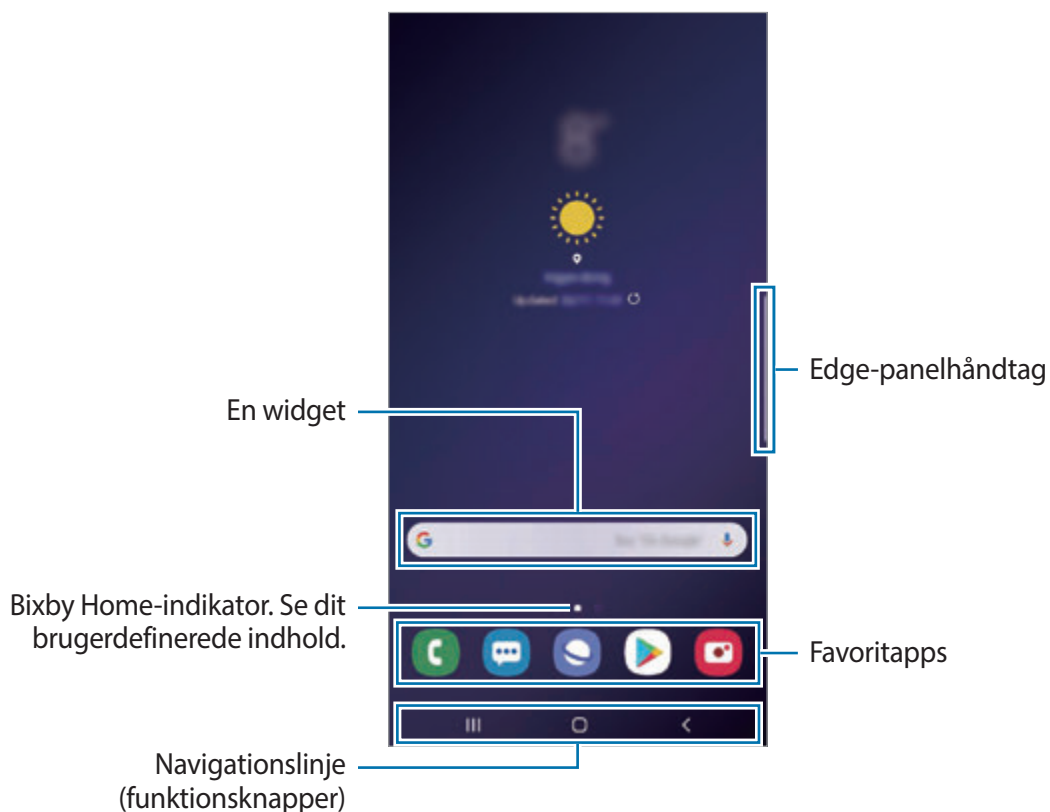 Edge-panelhåndtag
En widget
Bixby Home-indikator. Se dit
brugerdefinerede indhold.
Favoritapps
Navigationslinje
(funktionsknapper)